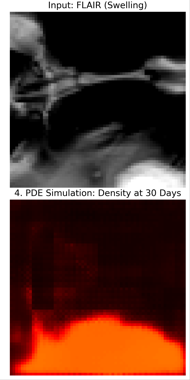 Input: FLAIR (Swelling)
4. PDE Simulation: Density at 30 Days